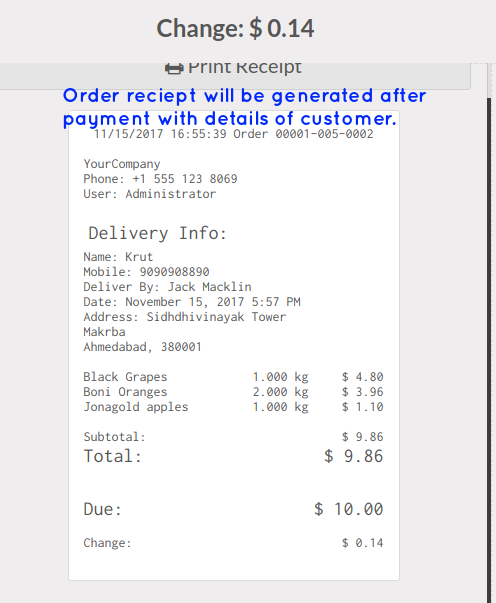 Change: $ 0.14
Print Receipt
Order reciept will be generated after
payment with details of customer.
11/15/2017 16:55:39 Order 00001-005-0002
YourCompany
Phone: +1 555 123 8069
User: Administrator
Delivery Info:
Name: Krut
Mobile: 9090908890
Deliver By: Jack Macklin
Date: November 15, 2017 5:57 PM
Address: Sidhdhivinayak Tower
Makrba
Ahmedabad, 380001
Black Grapes 1.000 kg $ 4.80
Boni Oranges 2.000 kg $ 3.96
Jonagold apples 1.000 kg $ 1.10
Subtotal: $ 9.86
Total: $ 9.86
Due: $ 10.00
Change: $ 0.14